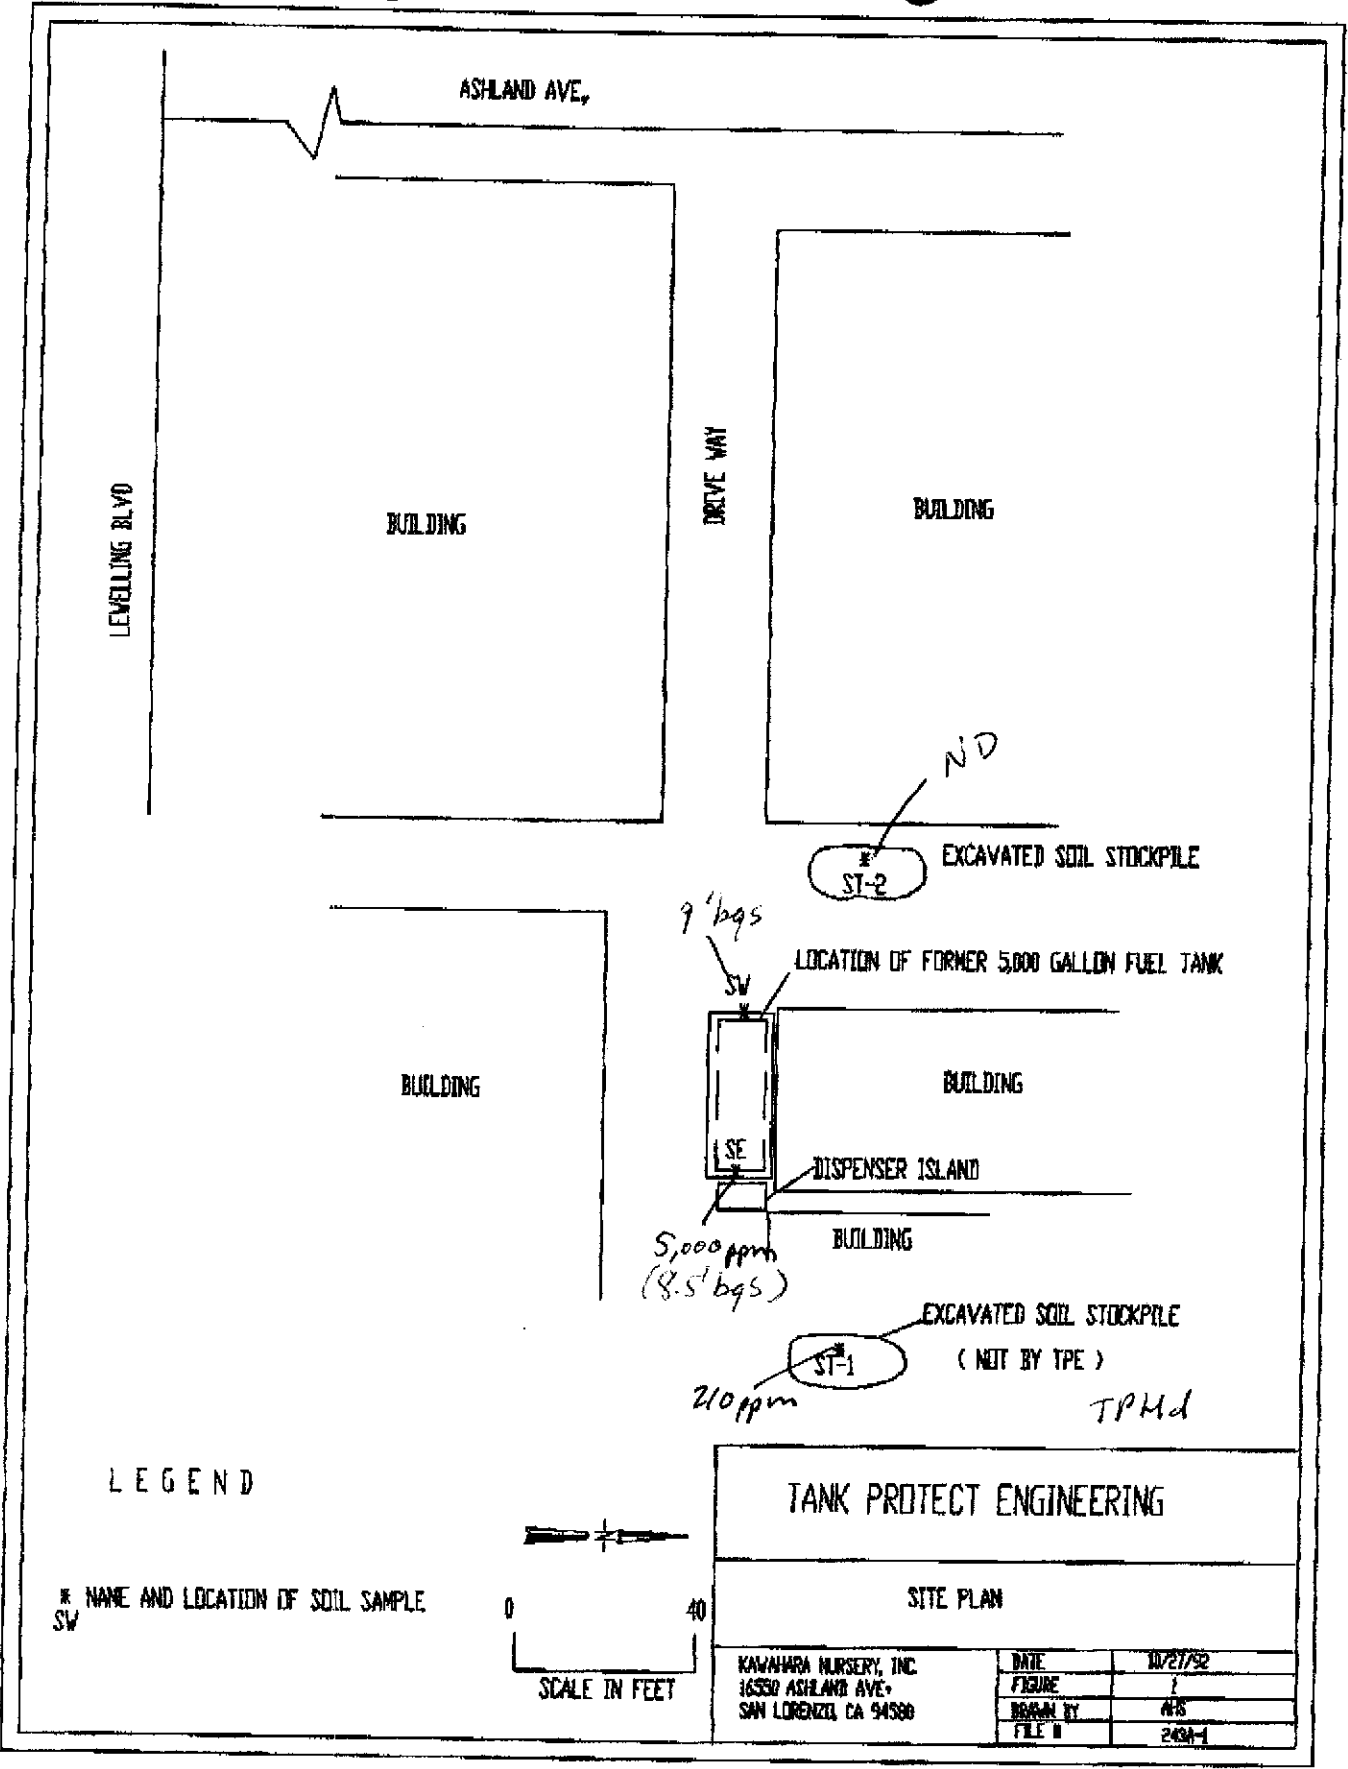 ASHLAND AVE.,
LEWELLING BLVD
BUILDING
DRIVE WAY
BUILDING
ND
EXCAVATED SOIL STOCKPILE
*
ST-2
9' bgs
LOCATION OF FORMER 5,000 GALLON FUEL TANK
SW
*
BUILDING
BUILDING
SE
*
DISPENSER ISLAND
5,000 ppm
(8.5' bgs)
BUILDING
EXCAVATED SOIL STOCKPILE
*
ST-1
( NOT BY TPE )
210 ppm
TPHd
LEGEND
TANK PROTECT ENGINEERING
* NAME AND LOCATION OF SOIL SAMPLE
SW
0 40
SCALE IN FEET
SITE PLAN
KAWAHARA NURSERY, INC.
16550 ASHLAND AVE.
SAN LORENZO, CA 94580
DATE 10/27/92
FIGURE 1
DRAWN BY AHS
FILE # 243A-1